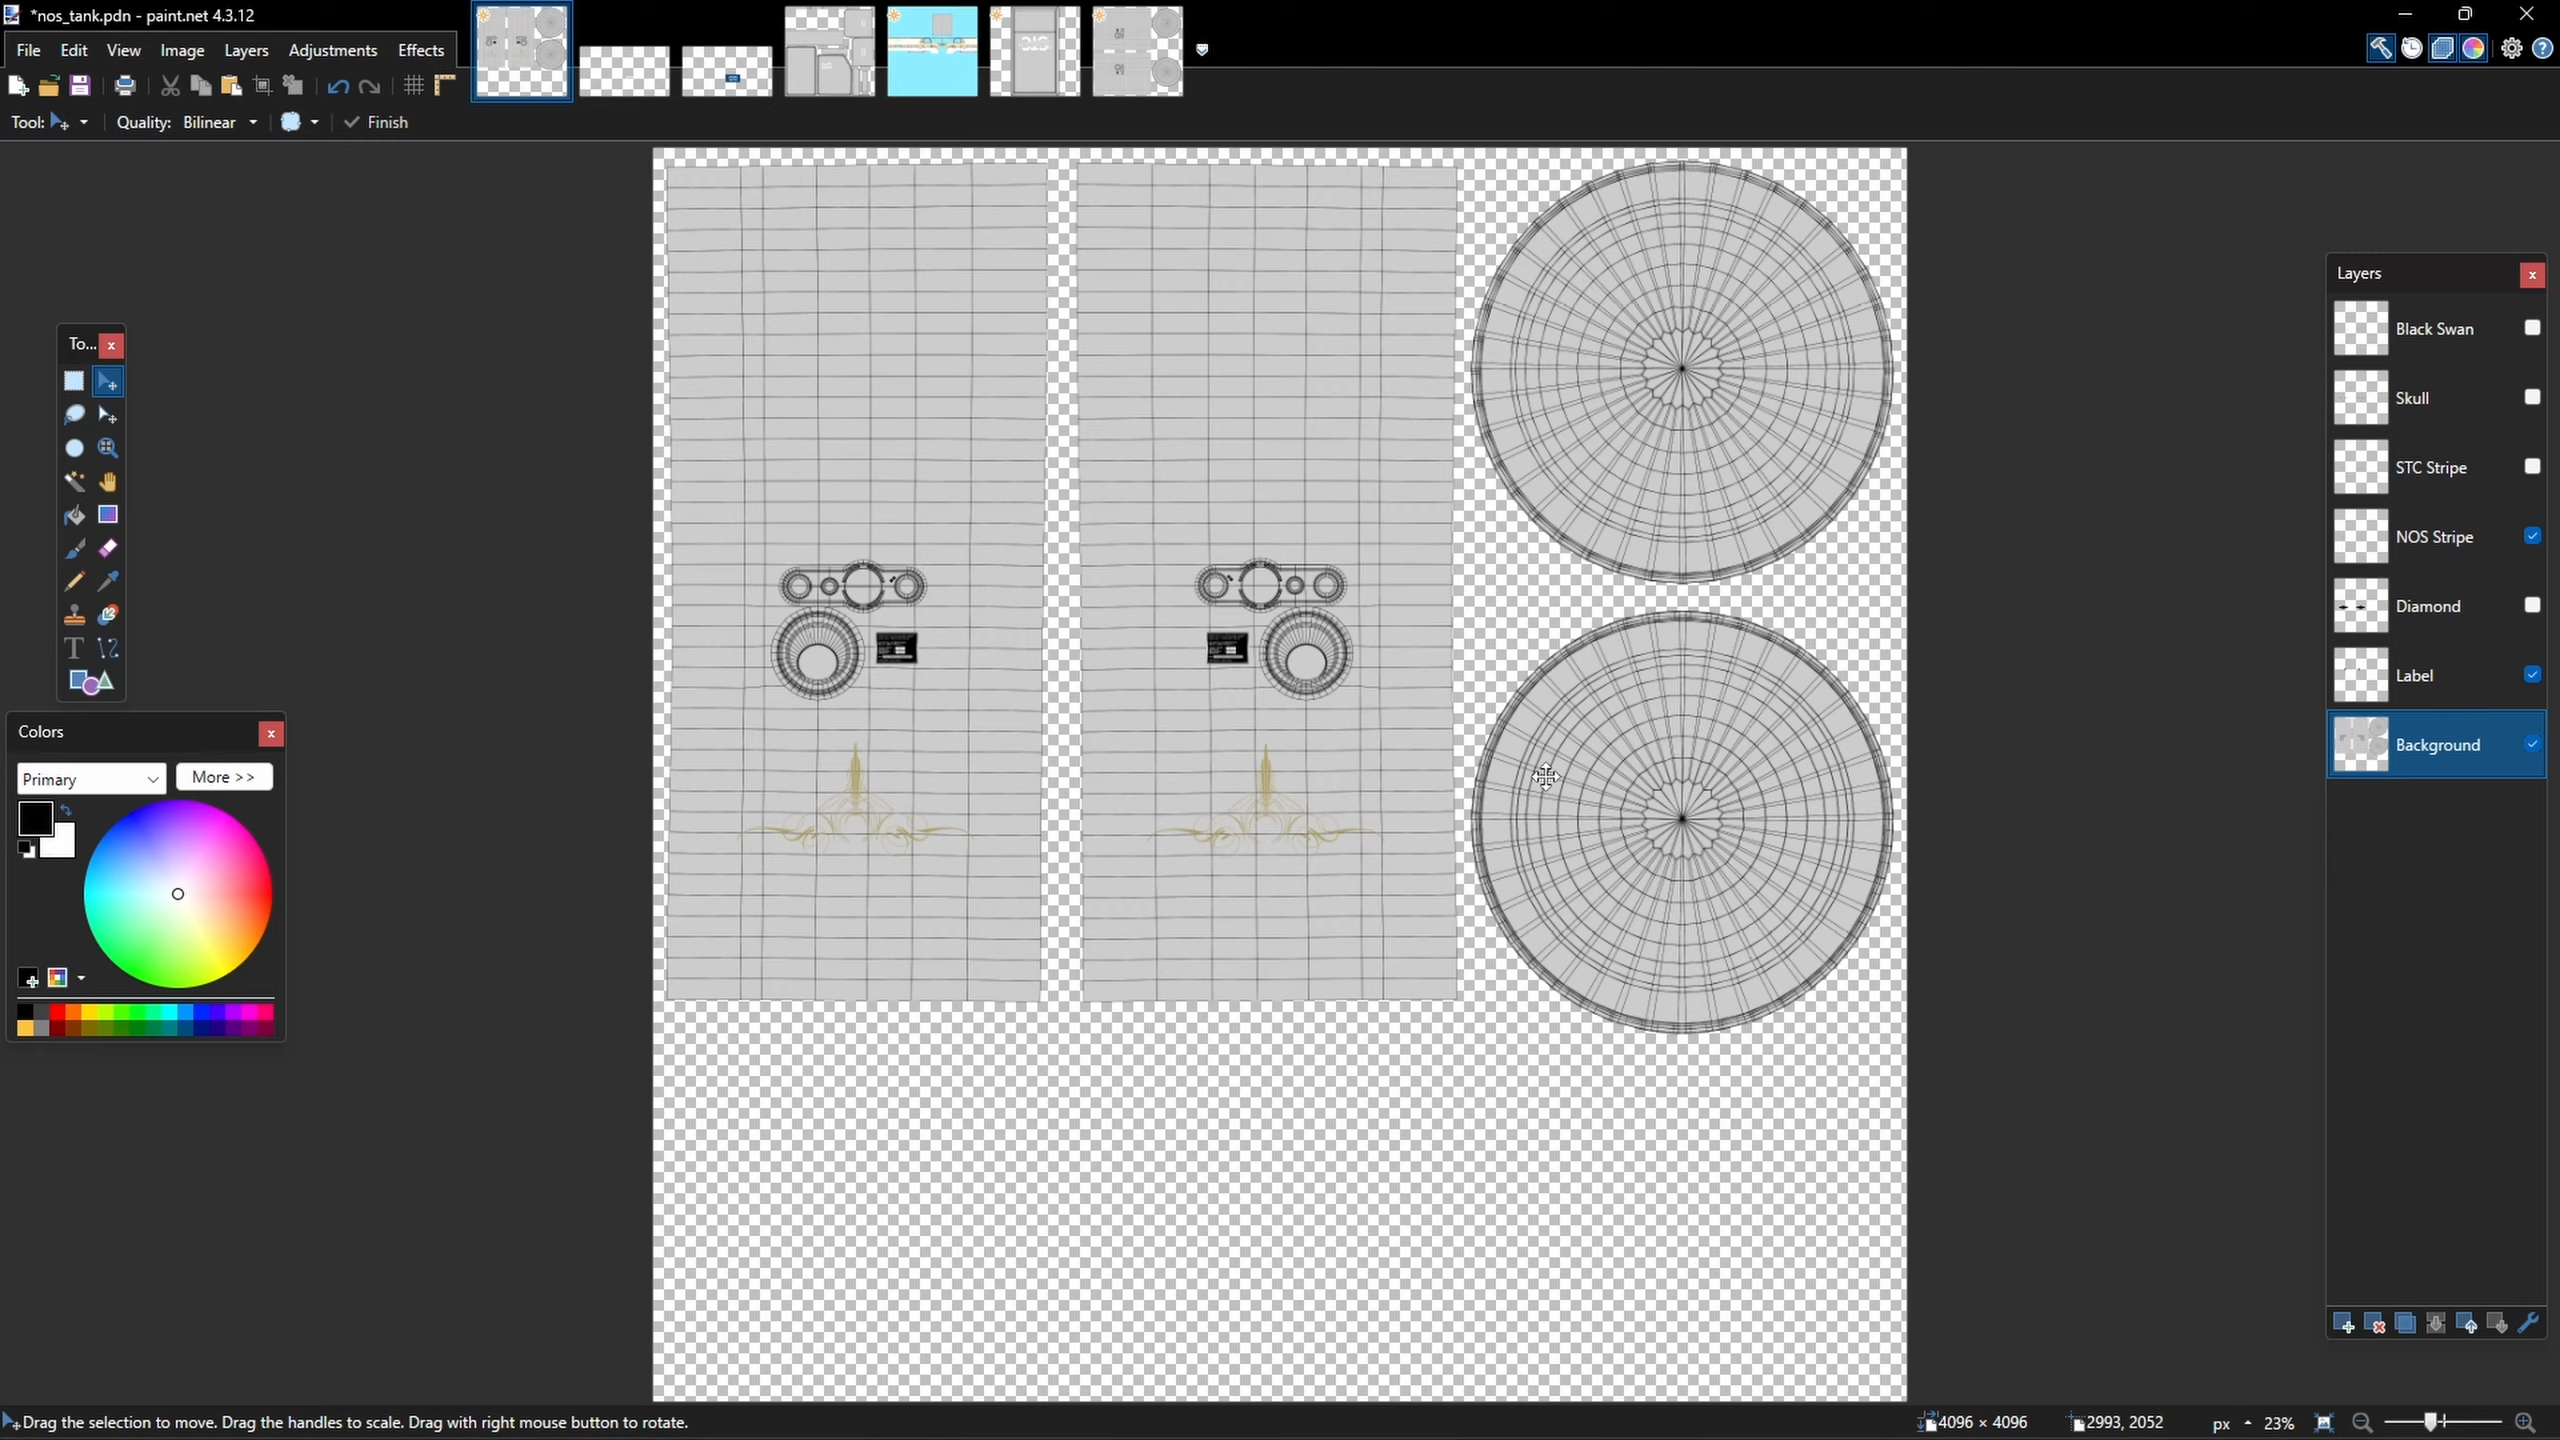 *nos_tank.pdn - paint.net 4.3.12
File Edit View Image Layers Adjustments Effects
Tool: Quality: Bilinear Finish
To...
Colors
Primary More >>
Layers
Black Swan
Skull
STC Stripe
NOS Stripe
Diamond
Label
Background
Drag the selection to move. Drag the handles to scale. Drag with right mouse button to rotate.
4096 × 4096 2993, 2052 px 23%